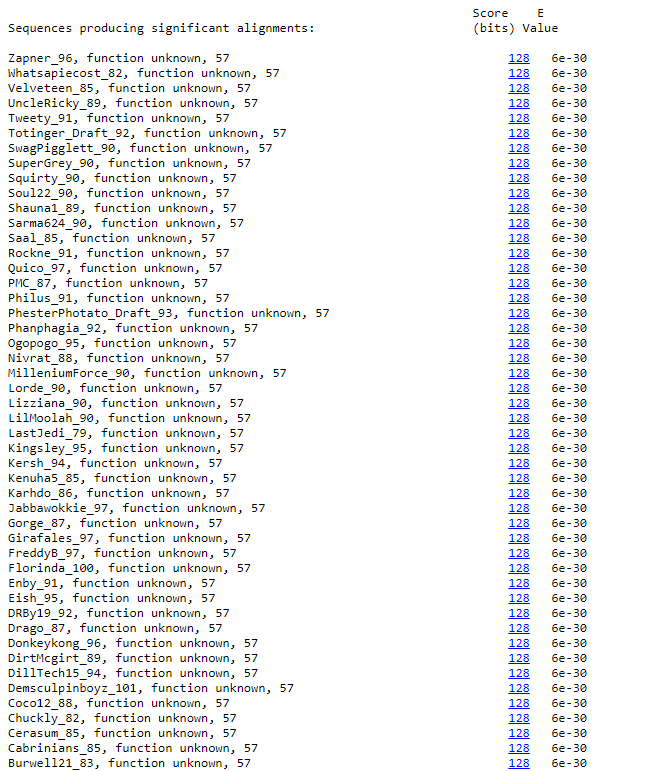 Score E
Sequences producing significant alignments: (bits) Value
Zapner_96, function unknown, 57 128 6e-30
Whatsapiecost_82, function unknown, 57 128 6e-30
Velveteen_85, function unknown, 57 128 6e-30
UncleRicky_89, function unknown, 57 128 6e-30
Tweety_91, function unknown, 57 128 6e-30
Totinger_Draft_92, function unknown, 57 128 6e-30
SwagPigglett_90, function unknown, 57 128 6e-30
SuperGrey_90, function unknown, 57 128 6e-30
Squirty_90, function unknown, 57 128 6e-30
Soul22_90, function unknown, 57 128 6e-30
Shauna1_89, function unknown, 57 128 6e-30
Sarma624_90, function unknown, 57 128 6e-30
Saal_85, function unknown, 57 128 6e-30
Rockne_91, function unknown, 57 128 6e-30
Quico_97, function unknown, 57 128 6e-30
PMC_87, function unknown, 57 128 6e-30
Philus_91, function unknown, 57 128 6e-30
PhesterPhotato_Draft_93, function unknown, 57 128 6e-30
Phanphagia_92, function unknown, 57 128 6e-30
Ogopogo_95, function unknown, 57 128 6e-30
Nivrat_88, function unknown, 57 128 6e-30
MilleniumForce_90, function unknown, 57 128 6e-30
Lorde_90, function unknown, 57 128 6e-30
Lizziana_90, function unknown, 57 128 6e-30
LilMoolah_90, function unknown, 57 128 6e-30
LastJedi_79, function unknown, 57 128 6e-30
Kingsley_95, function unknown, 57 128 6e-30
Kersh_94, function unknown, 57 128 6e-30
Kenuha5_85, function unknown, 57 128 6e-30
Karhdo_86, function unknown, 57 128 6e-30
Jabbawokkie_97, function unknown, 57 128 6e-30
Gorge_87, function unknown, 57 128 6e-30
Girafales_97, function unknown, 57 128 6e-30
FreddyB_97, function unknown, 57 128 6e-30
Florinda_100, function unknown, 57 128 6e-30
Enby_91, function unknown, 57 128 6e-30
Eish_95, function unknown, 57 128 6e-30
DRBy19_92, function unknown, 57 128 6e-30
Drago_87, function unknown, 57 128 6e-30
Donkeykong_96, function unknown, 57 128 6e-30
DirtMcgirt_89, function unknown, 57 128 6e-30
DillTech15_94, function unknown, 57 128 6e-30
Demsculpinboyz_101, function unknown, 57 128 6e-30
Coco12_88, function unknown, 57 128 6e-30
Chuckly_82, function unknown, 57 128 6e-30
Cerasum_85, function unknown, 57 128 6e-30
Cabrinians_85, function unknown, 57 128 6e-30
Burwell21_83, function unknown, 57 128 6e-30